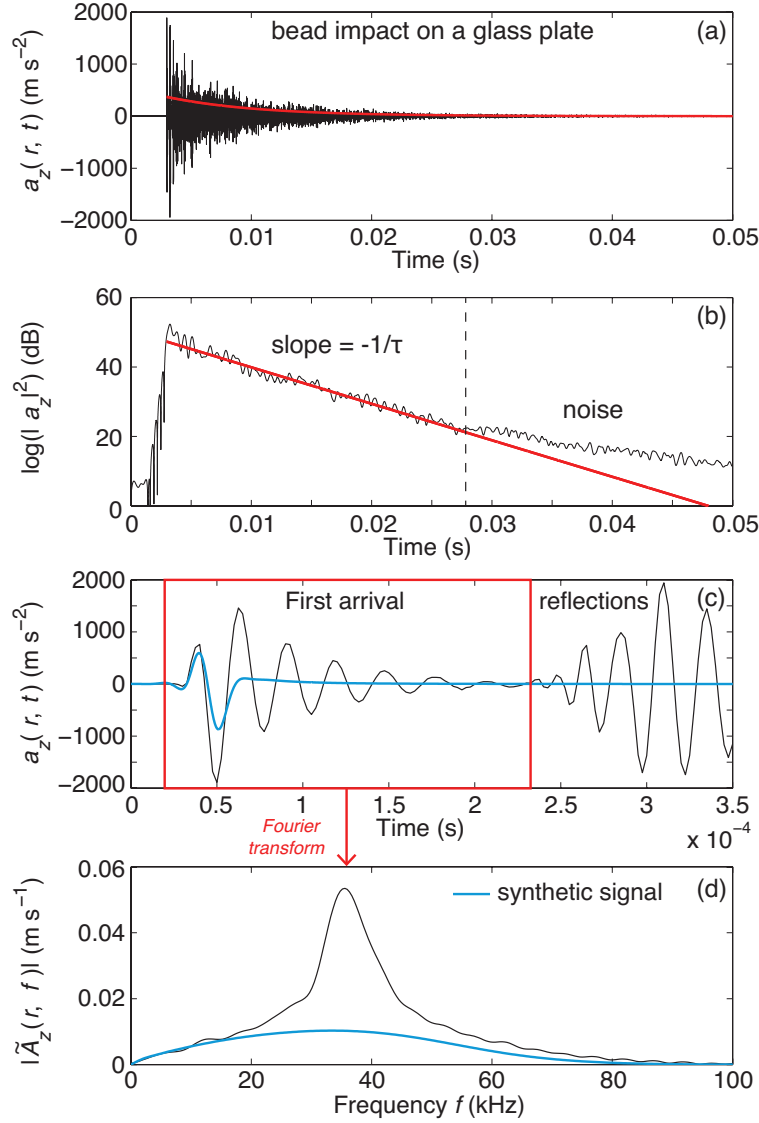 bead impact on a glass plate
(a)
a_z(r, t) (m s⁻²)
2000
1000
0
−1000
−2000
0 0.01 0.02 0.03 0.04 0.05
Time (s)
(b)
log(| a_z|²) (dB)
60
40
20
0
slope = -1/τ
noise
0 0.01 0.02 0.03 0.04 0.05
Time (s)
(c)
a_z(r, t) (m s⁻²)
2000
1000
0
−1000
−2000
First arrival
reflections
0 0.5 1 1.5 2 2.5 3 3.5
Time (s)
x 10⁻⁴
Fourier
transform
(d)
|Ã_z(r, f)| (m s⁻¹)
0.06
0.04
0.02
0
synthetic signal
0 20 40 60 80 100
Frequency f (kHz)